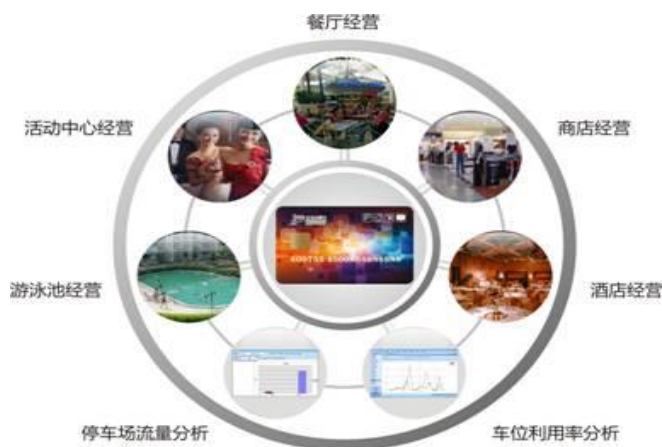 餐厅经营
活动中心经营
商店经营
游泳池经营
酒店经营
停车场流量分析
车位利用率分析